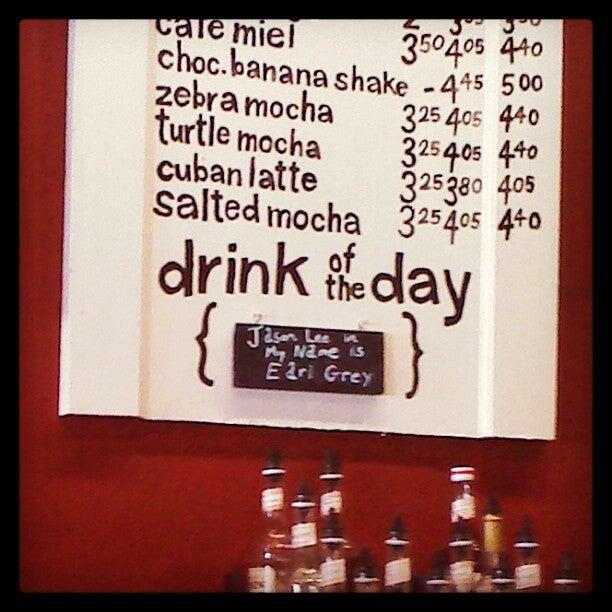 café miel 3⁵⁰ 4⁰⁵ 4⁴⁰
choc. banana shake - 4⁴⁵ 5⁰⁰
zebra mocha 3²⁵ 4⁰⁵ 4⁴⁰
turtle mocha 3²⁵ 4⁰⁵ 4⁴⁰
cuban latte 3²⁵ 3⁸⁰ 4⁰⁵
salted mocha 3²⁵ 4⁰⁵ 4⁴⁰
drink of the day
Jason Lee in
My Name is
Earl Grey